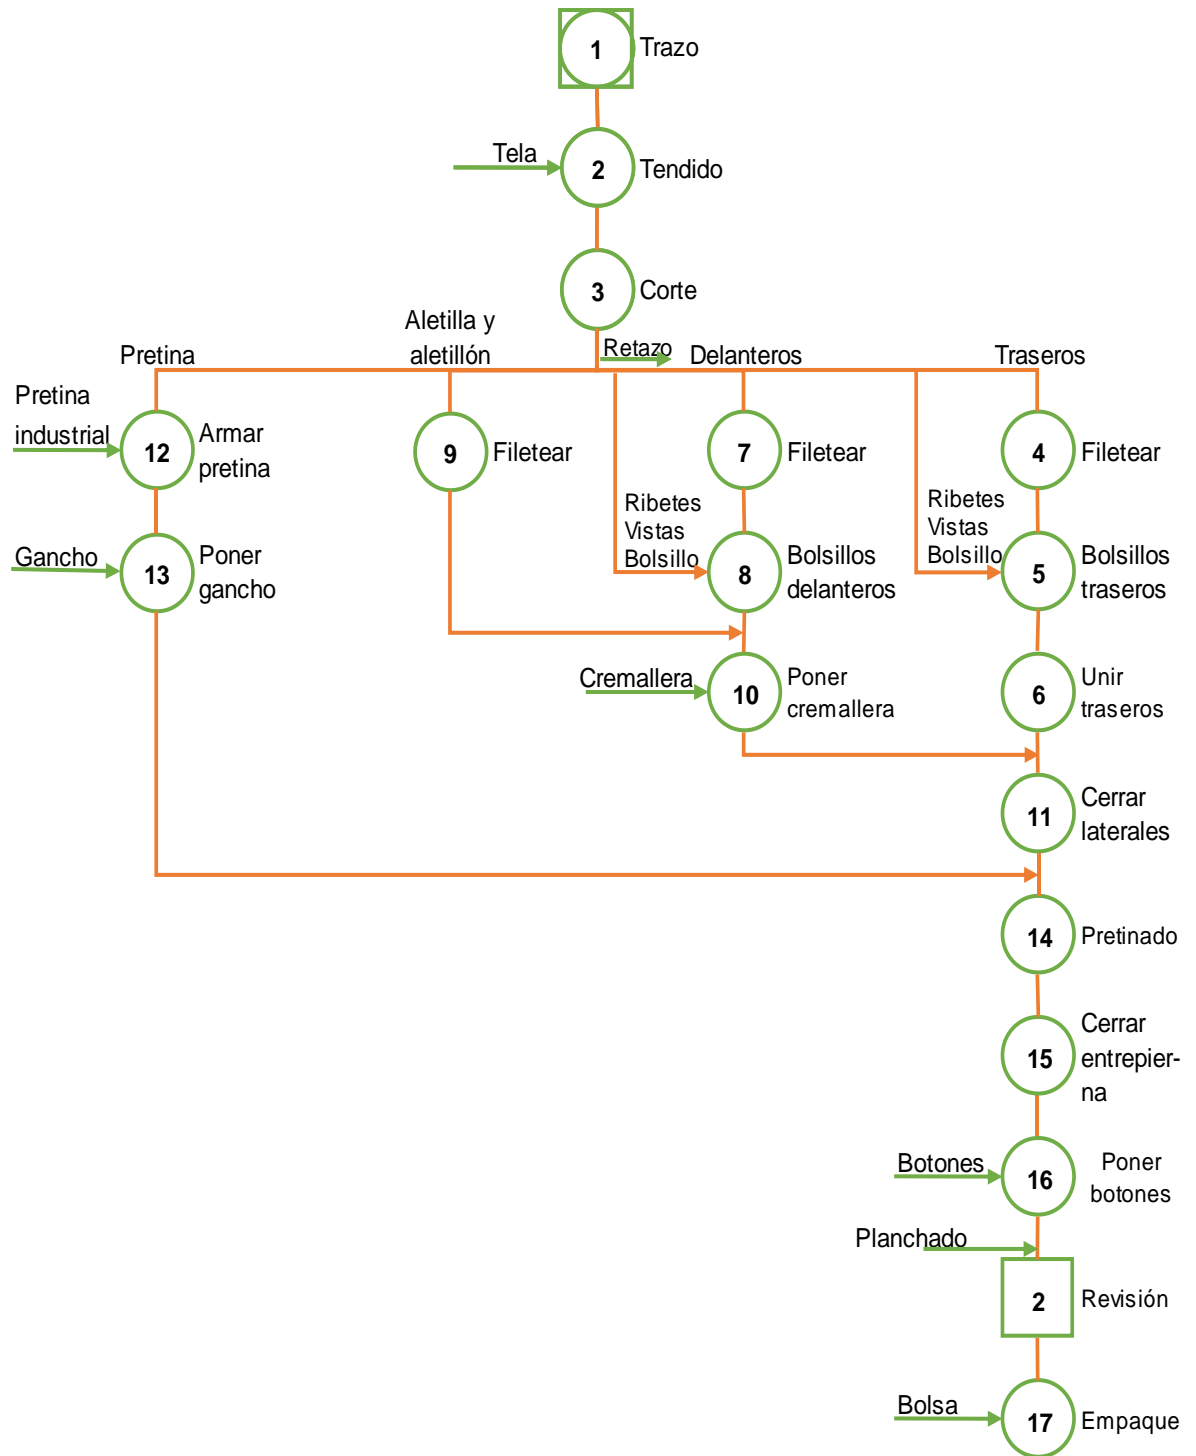 1
Trazo
Tela
2
Tendido
3
Corte
Retazo
Pretina
Aletilla y
aletillón
Delanteros
Traseros
Pretina
industrial
12
Armar
pretina
9
Filetear
7
Filetear
4
Filetear
Gancho
13
Poner
gancho
Ribetes
Vistas
Bolsillo
8
Bolsillos
delanteros
Ribetes
Vistas
Bolsillo
5
Bolsillos
traseros
Cremallera
10
Poner
cremallera
6
Unir
traseros
11
Cerrar
laterales
14
Pretinado
15
Cerrar
entrepier-
na
Botones
16
Poner
botones
Planchado
2
Revisión
Bolsa
17
Empaque